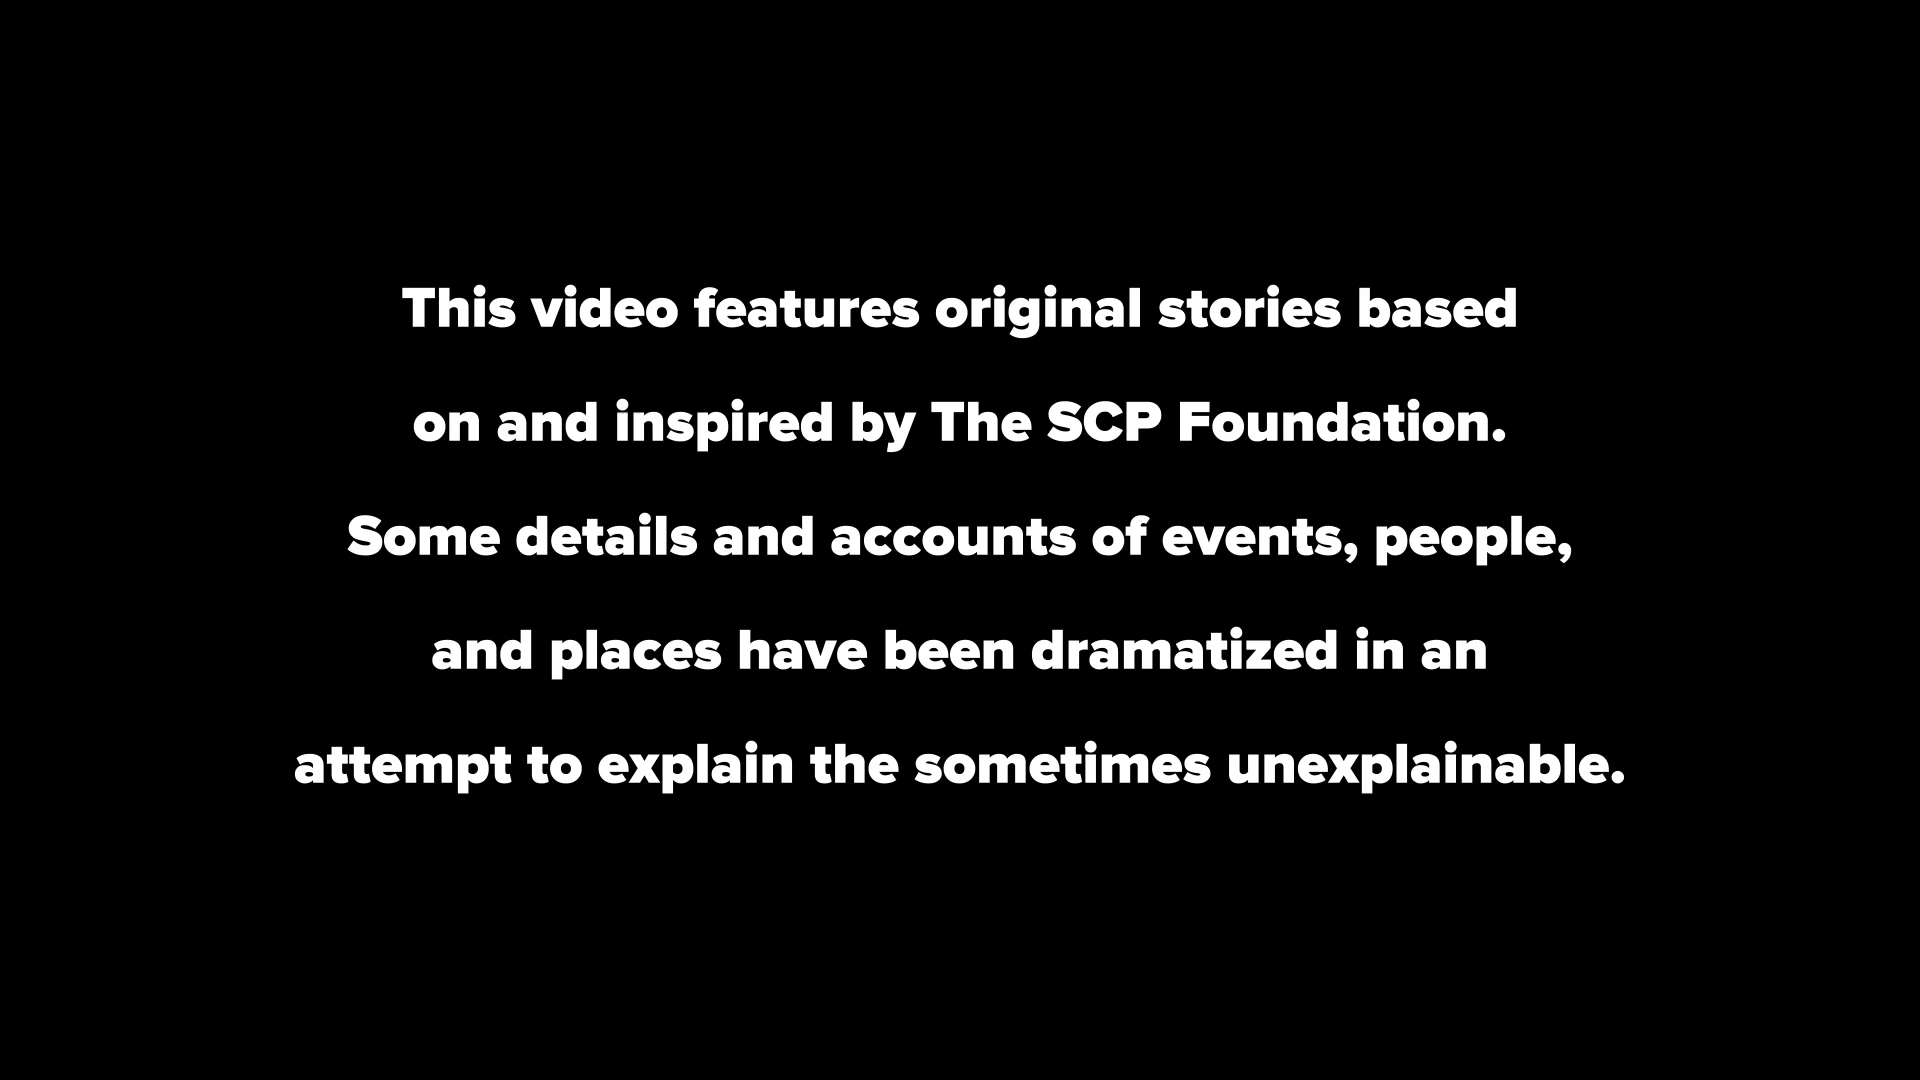 This video features original stories based
on and inspired by The SCP Foundation.
Some details and accounts of events, people,
and places have been dramatized in an
attempt to explain the sometimes unexplainable.